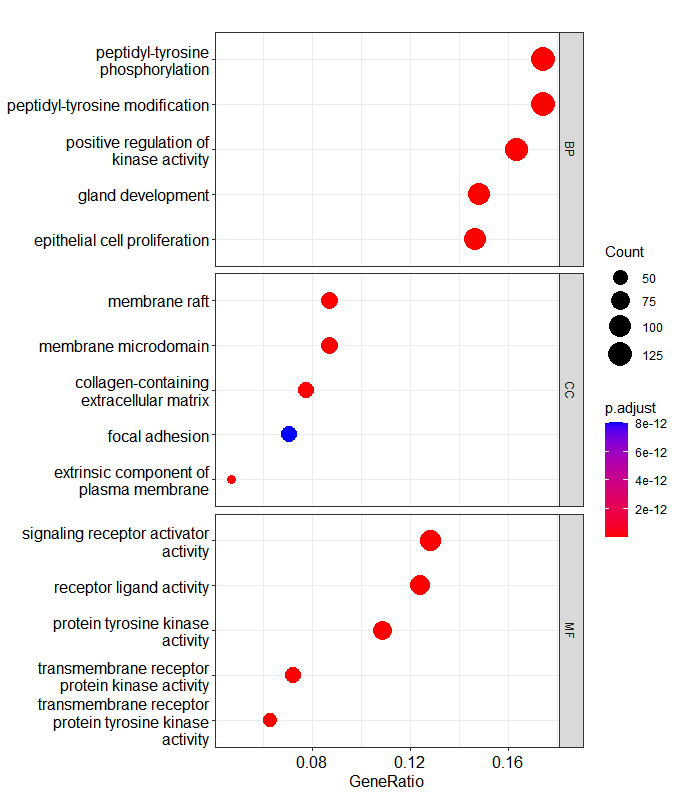 peptidyl-tyrosine
phosphorylation
peptidyl-tyrosine modification
positive regulation of
kinase activity
gland development
epithelial cell proliferation
BP
membrane raft
membrane microdomain
collagen-containing
extracellular matrix
focal adhesion
extrinsic component of
plasma membrane
CC
signaling receptor activator
activity
receptor ligand activity
protein tyrosine kinase
activity
transmembrane receptor
protein kinase activity
transmembrane receptor
protein tyrosine kinase
activity
MF
0.08 0.12 0.16
GeneRatio
Count
50
75
100
125
p.adjust
8e-12
6e-12
4e-12
2e-12